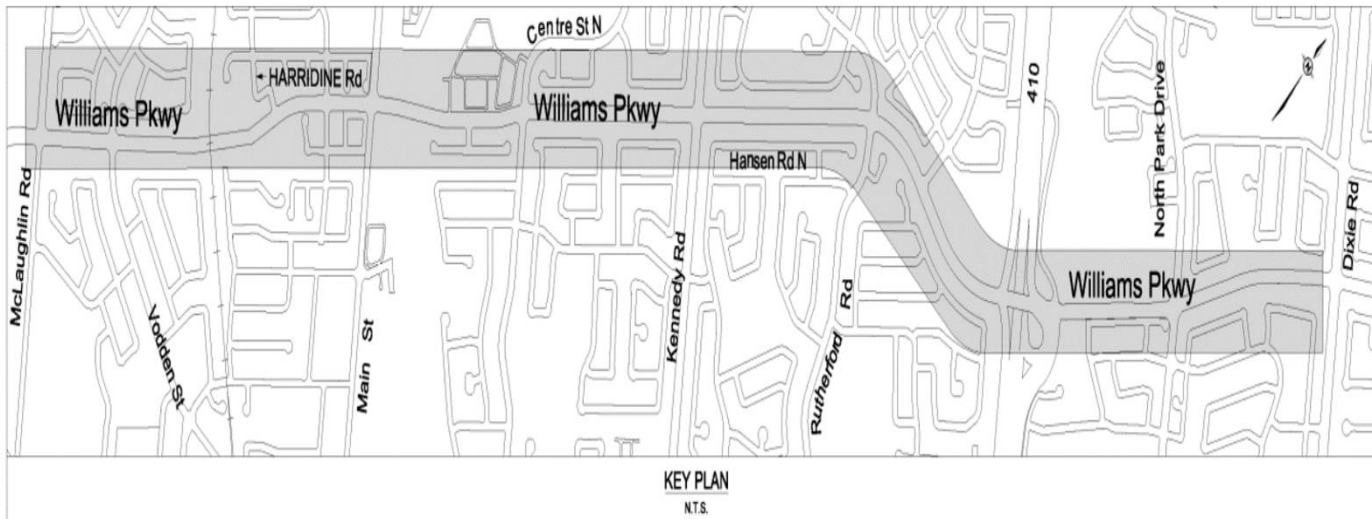 Centre St N
HARRIDINE Rd
Williams Pkwy
Williams Pkwy
410
North Park Drive
Hansen Rd N
McLaughlin Rd
Dixie Rd
Kennedy Rd
Williams Pkwy
Vodden St
Main St
Rutherford Rd
KEY PLAN
N.T.S.